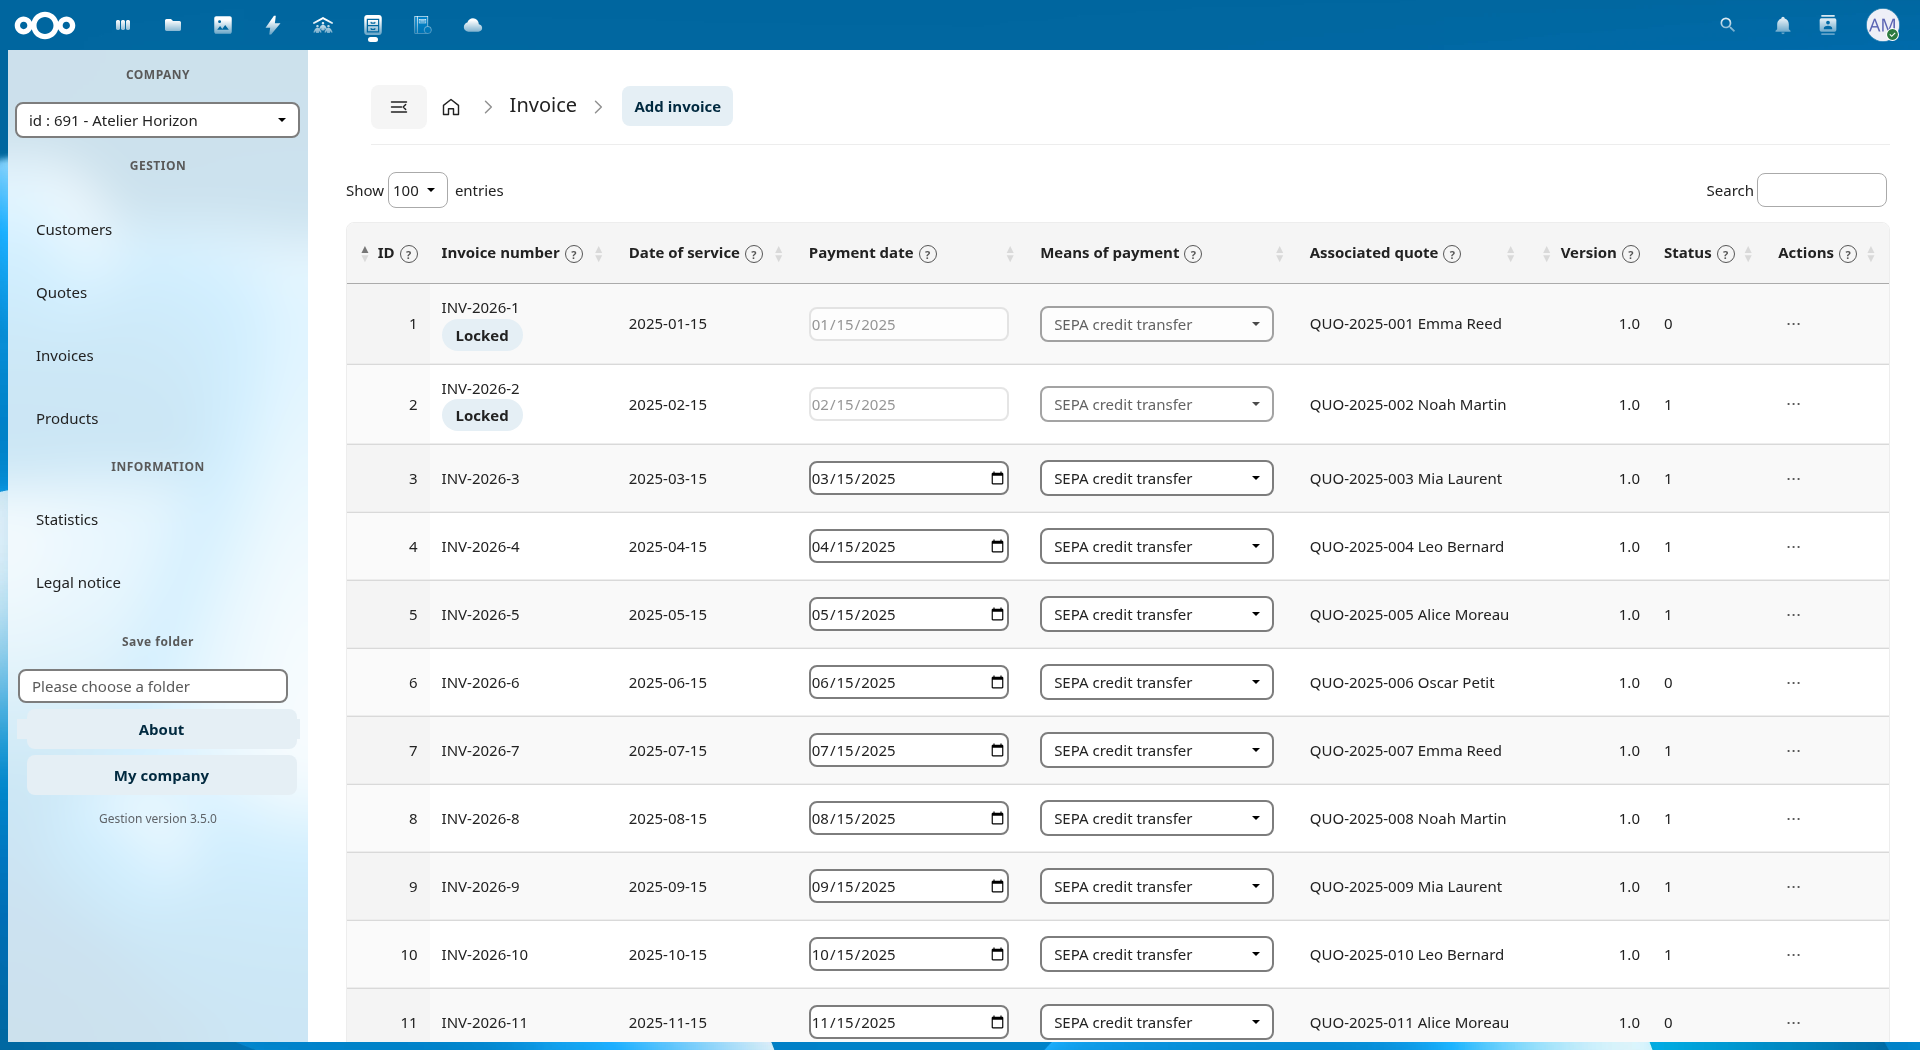 AM
COMPANY
id : 691 - Atelier Horizon
GESTION
Customers
Quotes
Invoices
Products
INFORMATION
Statistics
Legal notice
Save folder
Please choose a folder
About
My company
Gestion version 3.5.0
Invoice
Add invoice
Show 100 entries
Search
ID ? Invoice number ? Date of service ? Payment date ? Means of payment ? Associated quote ? Version ? Status ? Actions ?
1 INV-2026-1 Locked 2025-01-15 01/15/2025 SEPA credit transfer QUO-2025-001 Emma Reed 1.0 0 ...
2 INV-2026-2 Locked 2025-02-15 02/15/2025 SEPA credit transfer QUO-2025-002 Noah Martin 1.0 1 ...
3 INV-2026-3 2025-03-15 03/15/2025 SEPA credit transfer QUO-2025-003 Mia Laurent 1.0 1 ...
4 INV-2026-4 2025-04-15 04/15/2025 SEPA credit transfer QUO-2025-004 Leo Bernard 1.0 1 ...
5 INV-2026-5 2025-05-15 05/15/2025 SEPA credit transfer QUO-2025-005 Alice Moreau 1.0 1 ...
6 INV-2026-6 2025-06-15 06/15/2025 SEPA credit transfer QUO-2025-006 Oscar Petit 1.0 0 ...
7 INV-2026-7 2025-07-15 07/15/2025 SEPA credit transfer QUO-2025-007 Emma Reed 1.0 1 ...
8 INV-2026-8 2025-08-15 08/15/2025 SEPA credit transfer QUO-2025-008 Noah Martin 1.0 1 ...
9 INV-2026-9 2025-09-15 09/15/2025 SEPA credit transfer QUO-2025-009 Mia Laurent 1.0 1 ...
10 INV-2026-10 2025-10-15 10/15/2025 SEPA credit transfer QUO-2025-010 Leo Bernard 1.0 1 ...
11 INV-2026-11 2025-11-15 11/15/2025 SEPA credit transfer QUO-2025-011 Alice Moreau 1.0 0 ...